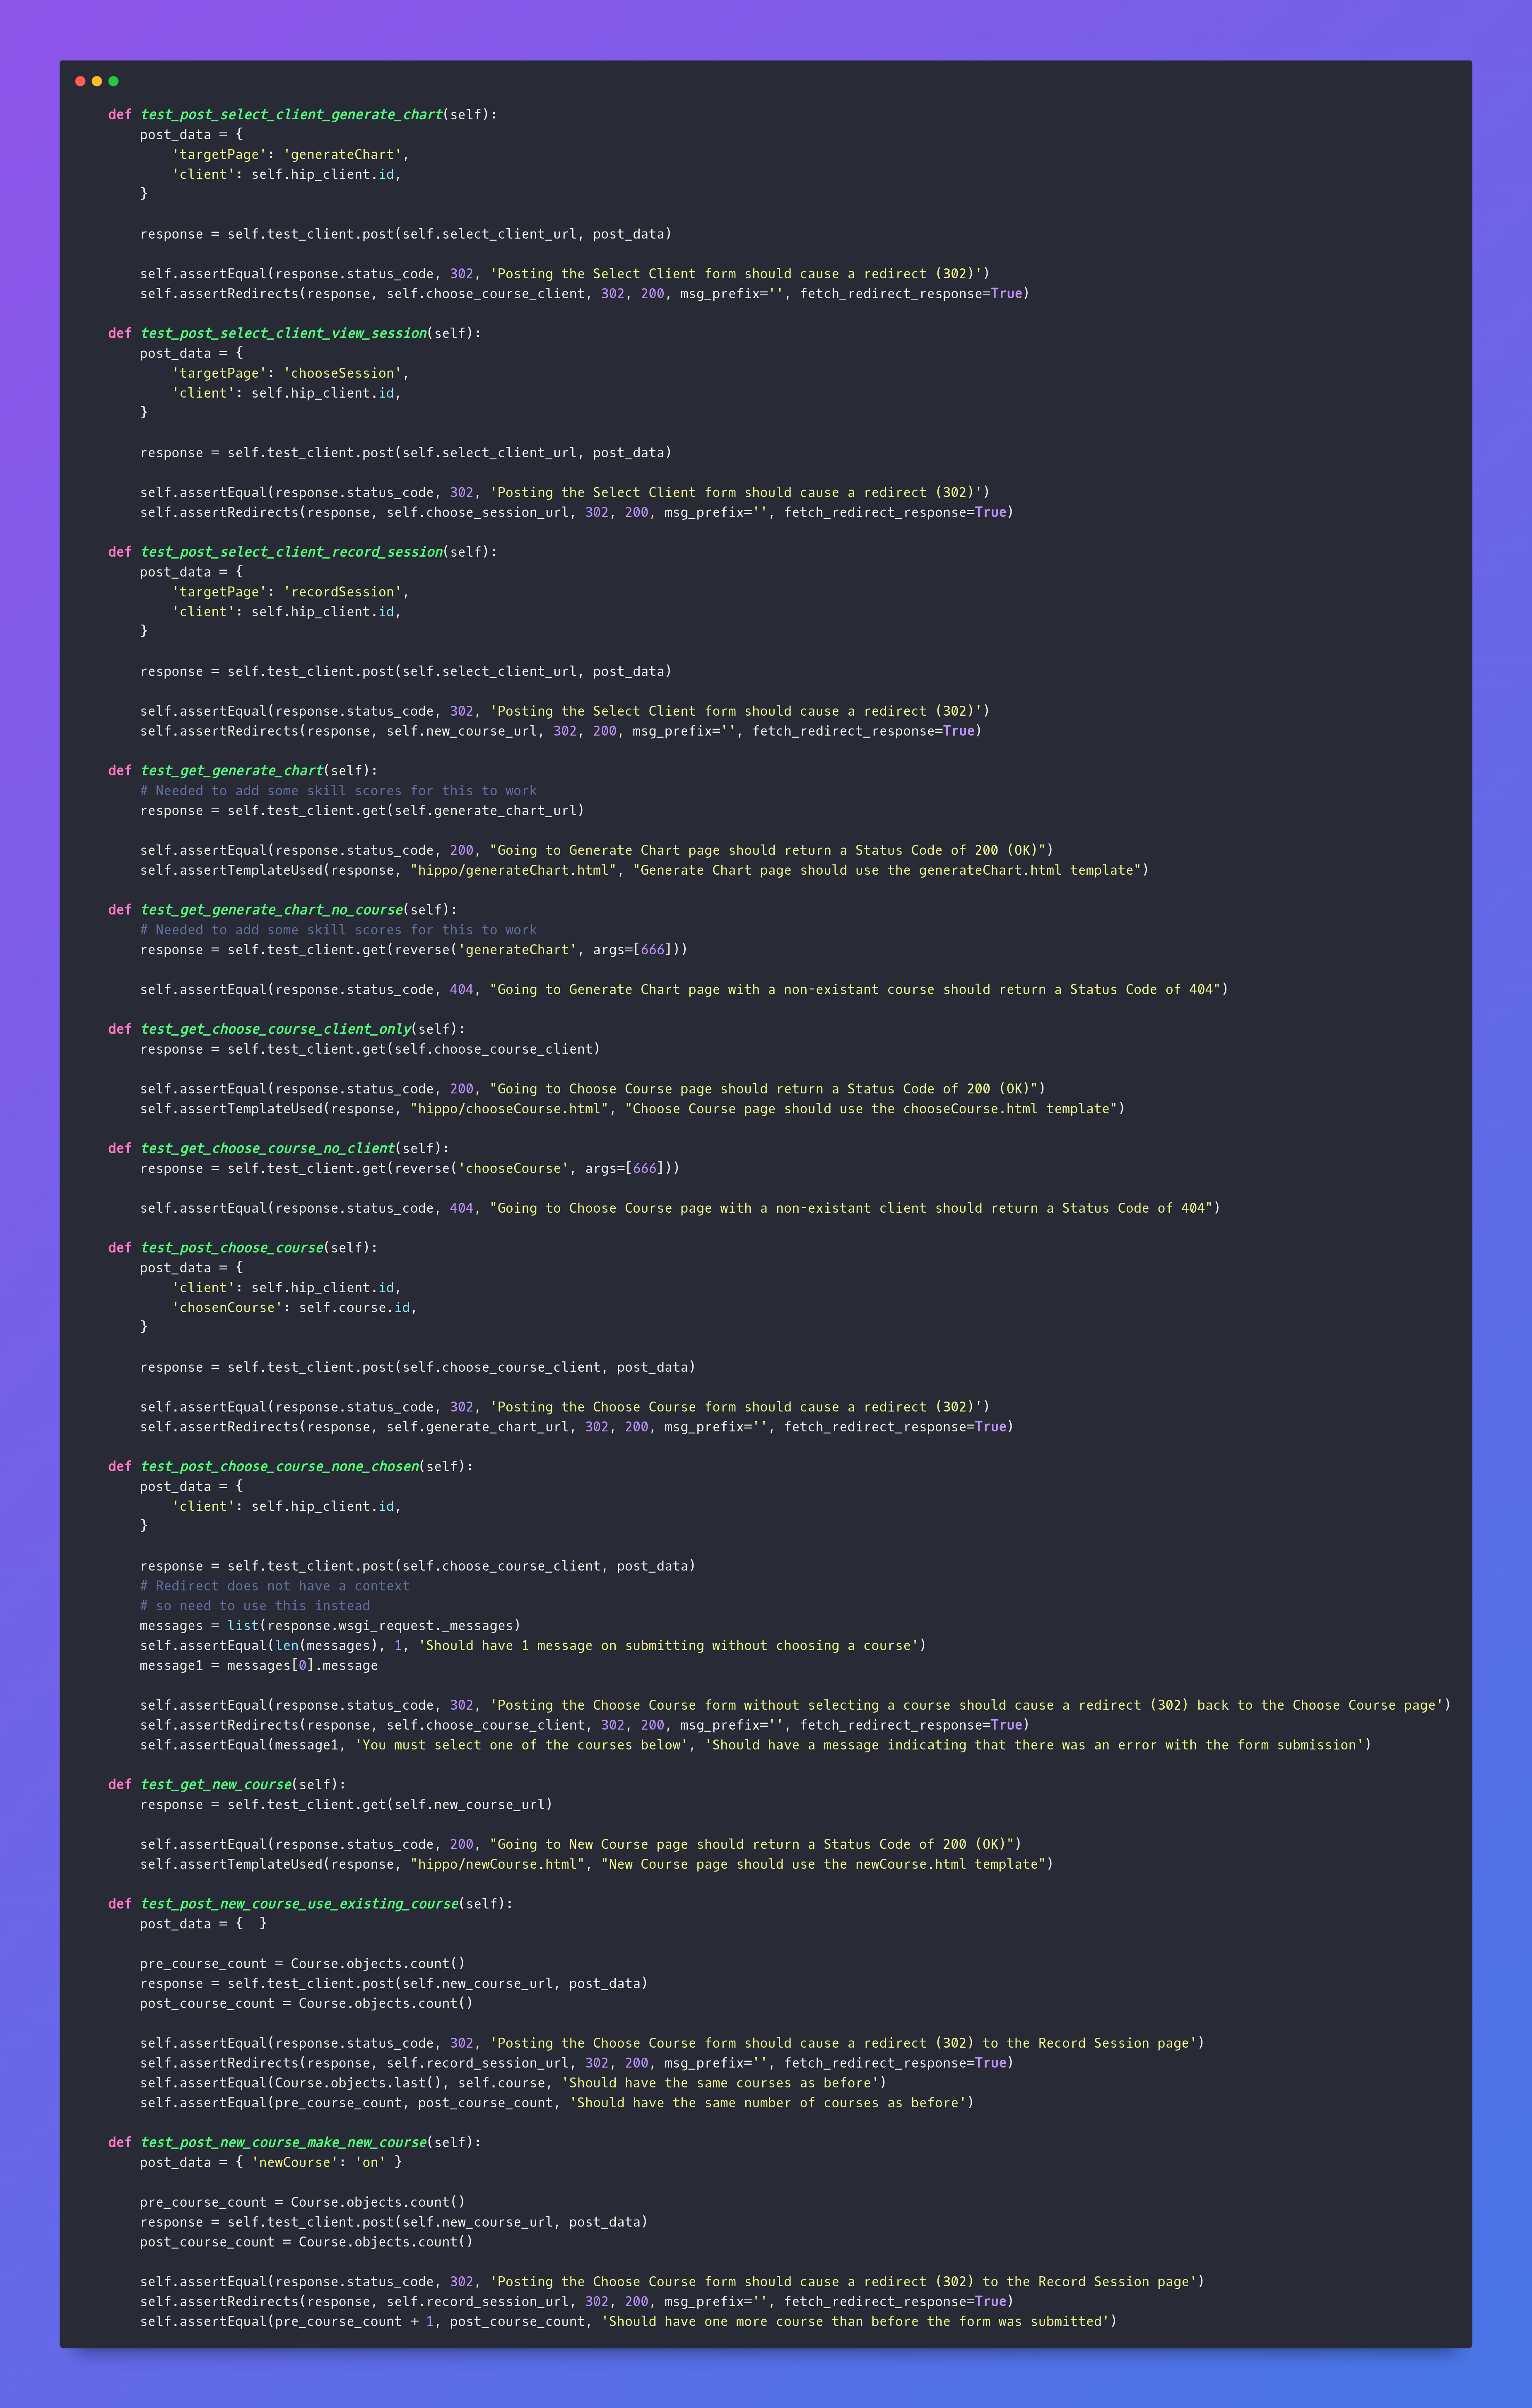 def test_post_select_client_generate_chart(self):
post_data = {
'targetPage': 'generateChart',
'client': self.hip_client.id,
}
response = self.test_client.post(self.select_client_url, post_data)
self.assertEqual(response.status_code, 302, 'Posting the Select Client form should cause a redirect (302)')
self.assertRedirects(response, self.choose_course_client, 302, 200, msg_prefix='', fetch_redirect_response=True)
def test_post_select_client_view_session(self):
post_data = {
'targetPage': 'chooseSession',
'client': self.hip_client.id,
}
response = self.test_client.post(self.select_client_url, post_data)
self.assertEqual(response.status_code, 302, 'Posting the Select Client form should cause a redirect (302)')
self.assertRedirects(response, self.choose_session_url, 302, 200, msg_prefix='', fetch_redirect_response=True)
def test_post_select_client_record_session(self):
post_data = {
'targetPage': 'recordSession',
'client': self.hip_client.id,
}
response = self.test_client.post(self.select_client_url, post_data)
self.assertEqual(response.status_code, 302, 'Posting the Select Client form should cause a redirect (302)')
self.assertRedirects(response, self.new_course_url, 302, 200, msg_prefix='', fetch_redirect_response=True)
def test_get_generate_chart(self):
# Needed to add some skill scores for this to work
response = self.test_client.get(self.generate_chart_url)
self.assertEqual(response.status_code, 200, "Going to Generate Chart page should return a Status Code of 200 (OK)")
self.assertTemplateUsed(response, "hippo/generateChart.html", "Generate Chart page should use the generateChart.html template")
def test_get_generate_chart_no_course(self):
# Needed to add some skill scores for this to work
response = self.test_client.get(reverse('generateChart', args=[666]))
self.assertEqual(response.status_code, 404, "Going to Generate Chart page with a non-existant course should return a Status Code of 404")
def test_get_choose_course_client_only(self):
response = self.test_client.get(self.choose_course_client)
self.assertEqual(response.status_code, 200, "Going to Choose Course page should return a Status Code of 200 (OK)")
self.assertTemplateUsed(response, "hippo/chooseCourse.html", "Choose Course page should use the chooseCourse.html template")
def test_get_choose_course_no_client(self):
response = self.test_client.get(reverse('chooseCourse', args=[666]))
self.assertEqual(response.status_code, 404, "Going to Choose Course page with a non-existant client should return a Status Code of 404")
def test_post_choose_course(self):
post_data = {
'client': self.hip_client.id,
'chosenCourse': self.course.id,
}
response = self.test_client.post(self.choose_course_client, post_data)
self.assertEqual(response.status_code, 302, 'Posting the Choose Course form should cause a redirect (302)')
self.assertRedirects(response, self.generate_chart_url, 302, 200, msg_prefix='', fetch_redirect_response=True)
def test_post_choose_course_none_chosen(self):
post_data = {
'client': self.hip_client.id,
}
response = self.test_client.post(self.choose_course_client, post_data)
# Redirect does not have a context
# so need to use this instead
messages = list(response.wsgi_request._messages)
self.assertEqual(len(messages), 1, 'Should have 1 message on submitting without choosing a course')
message1 = messages[0].message
self.assertEqual(response.status_code, 302, 'Posting the Choose Course form without selecting a course should cause a redirect (302) back to the Choose Course page')
self.assertRedirects(response, self.choose_course_client, 302, 200, msg_prefix='', fetch_redirect_response=True)
self.assertEqual(message1, 'You must select one of the courses below', 'Should have a message indicating that there was an error with the form submission')
def test_get_new_course(self):
response = self.test_client.get(self.new_course_url)
self.assertEqual(response.status_code, 200, "Going to New Course page should return a Status Code of 200 (OK)")
self.assertTemplateUsed(response, "hippo/newCourse.html", "New Course page should use the newCourse.html template")
def test_post_new_course_use_existing_course(self):
post_data = {  }
pre_course_count = Course.objects.count()
response = self.test_client.post(self.new_course_url, post_data)
post_course_count = Course.objects.count()
self.assertEqual(response.status_code, 302, 'Posting the Choose Course form should cause a redirect (302) to the Record Session page')
self.assertRedirects(response, self.record_session_url, 302, 200, msg_prefix='', fetch_redirect_response=True)
self.assertEqual(Course.objects.last(), self.course, 'Should have the same courses as before')
self.assertEqual(pre_course_count, post_course_count, 'Should have the same number of courses as before')
def test_post_new_course_make_new_course(self):
post_data = { 'newCourse': 'on' }
pre_course_count = Course.objects.count()
response = self.test_client.post(self.new_course_url, post_data)
post_course_count = Course.objects.count()
self.assertEqual(response.status_code, 302, 'Posting the Choose Course form should cause a redirect (302) to the Record Session page')
self.assertRedirects(response, self.record_session_url, 302, 200, msg_prefix='', fetch_redirect_response=True)
self.assertEqual(pre_course_count + 1, post_course_count, 'Should have one more course than before the form was submitted')